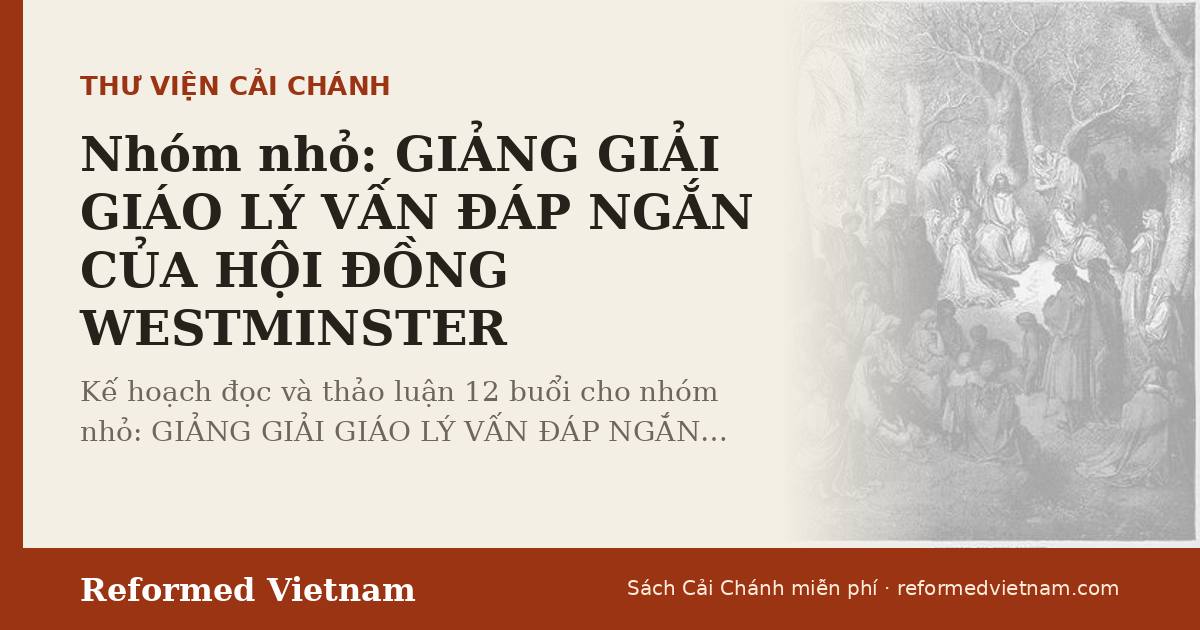 THƯ VIỆN CẢI CHÁNH
Nhóm nhỏ: GIẢNG GIẢI
GIÁO LÝ VẤN ĐÁP NGẮN
CỦA HỘI ĐỒNG
WESTMINSTER
Kế hoạch đọc và thảo luận 12 buổi cho nhóm
nhỏ: GIẢNG GIẢI GIÁO LÝ VẤN ĐÁP NGẮN...
Reformed Vietnam
Sách Cải Chánh miễn phí · reformedvietnam.com